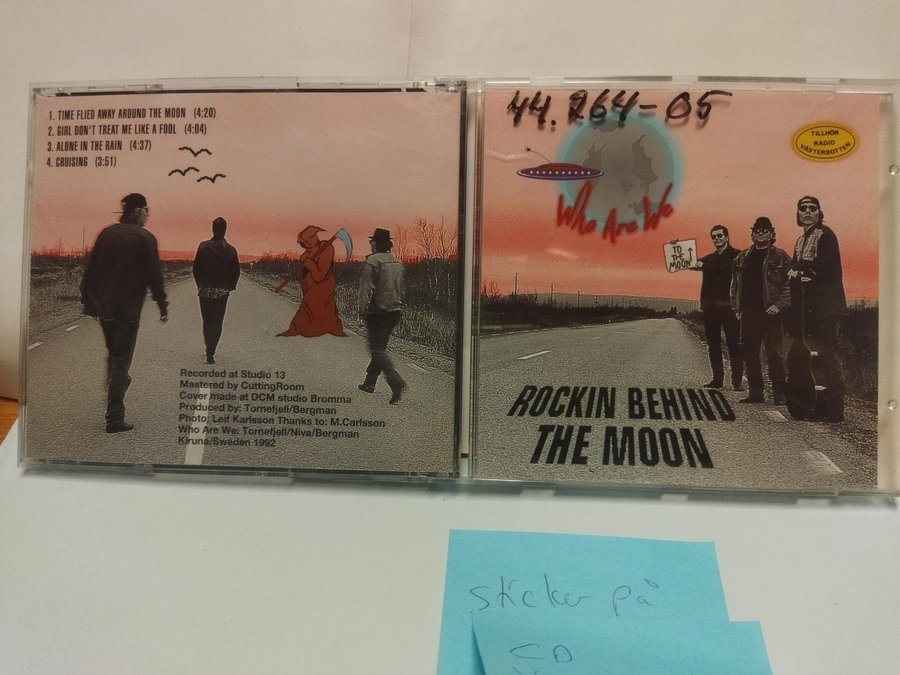 1. TIME FLIED AWAY AROUND THE MOON (4:20)
2. GIRL DON'T TREAT ME LIKE A FOOL (4:04)
3. ALONE IN THE RAIN (4:37)
4. CRUISING (3:51)
Recorded at Studio 13
Mastered by CuttingRoom
Cover made at DCM studio Bromma
Produced by: Tornefjell/Bergman
Photo: Leif Karlsson Thanks to: M.Carlsson
Who Are We: Tornefjell/Niva/Bergman
Kiruna/Sweden 1992
44.264-05
TILLHÖR
RADIO
VÄSTERBOTTEN
Who Are We
TO
THE
MOON
ROCKIN BEHIND
THE MOON
sticker på
CD